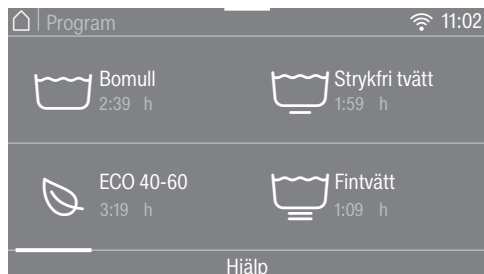 Program 11:02
Bomull
2:39 h
Strykfri tvätt
1:59 h
ECO 40-60
3:19 h
Fintvätt
1:09 h
Hjälp